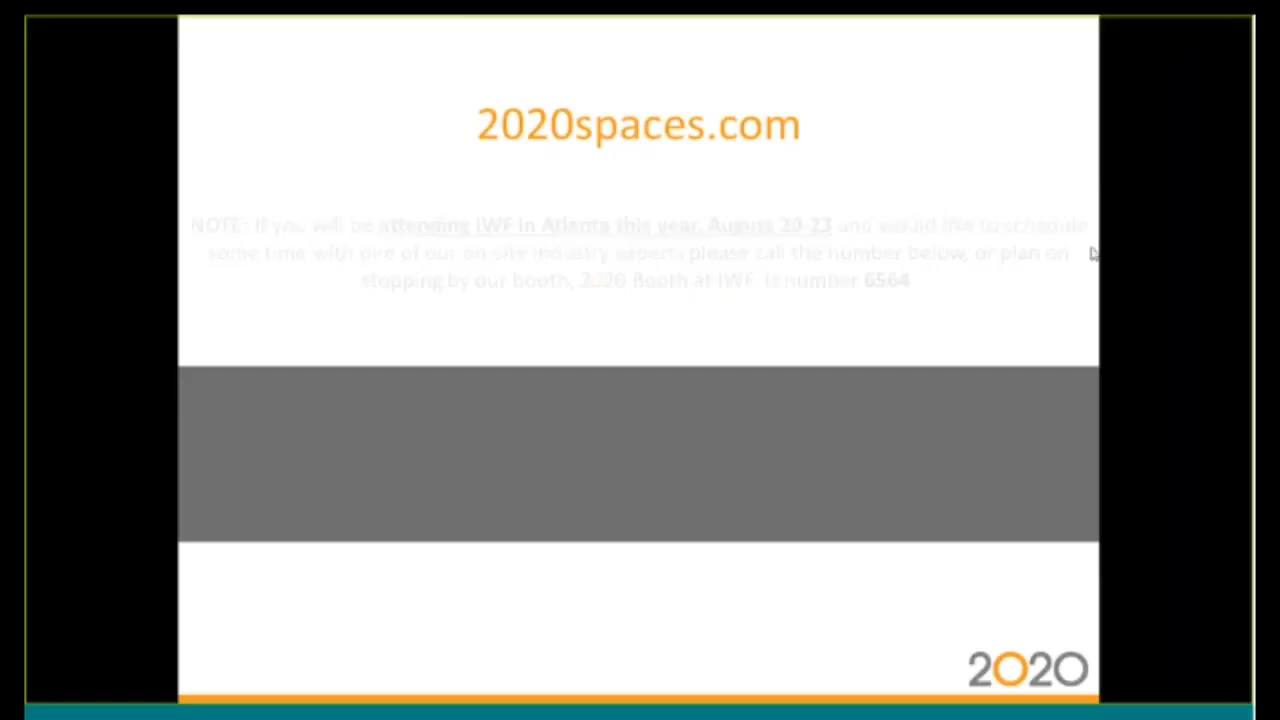 2020spaces.com
NOTE: If you will be attending IWF in Atlanta this year, August 20-23 and would like to schedule
some time with one of our on-site industry experts please call the number below, or plan on
stopping by our booth, 2020 Booth at IWF is number 6564
2020